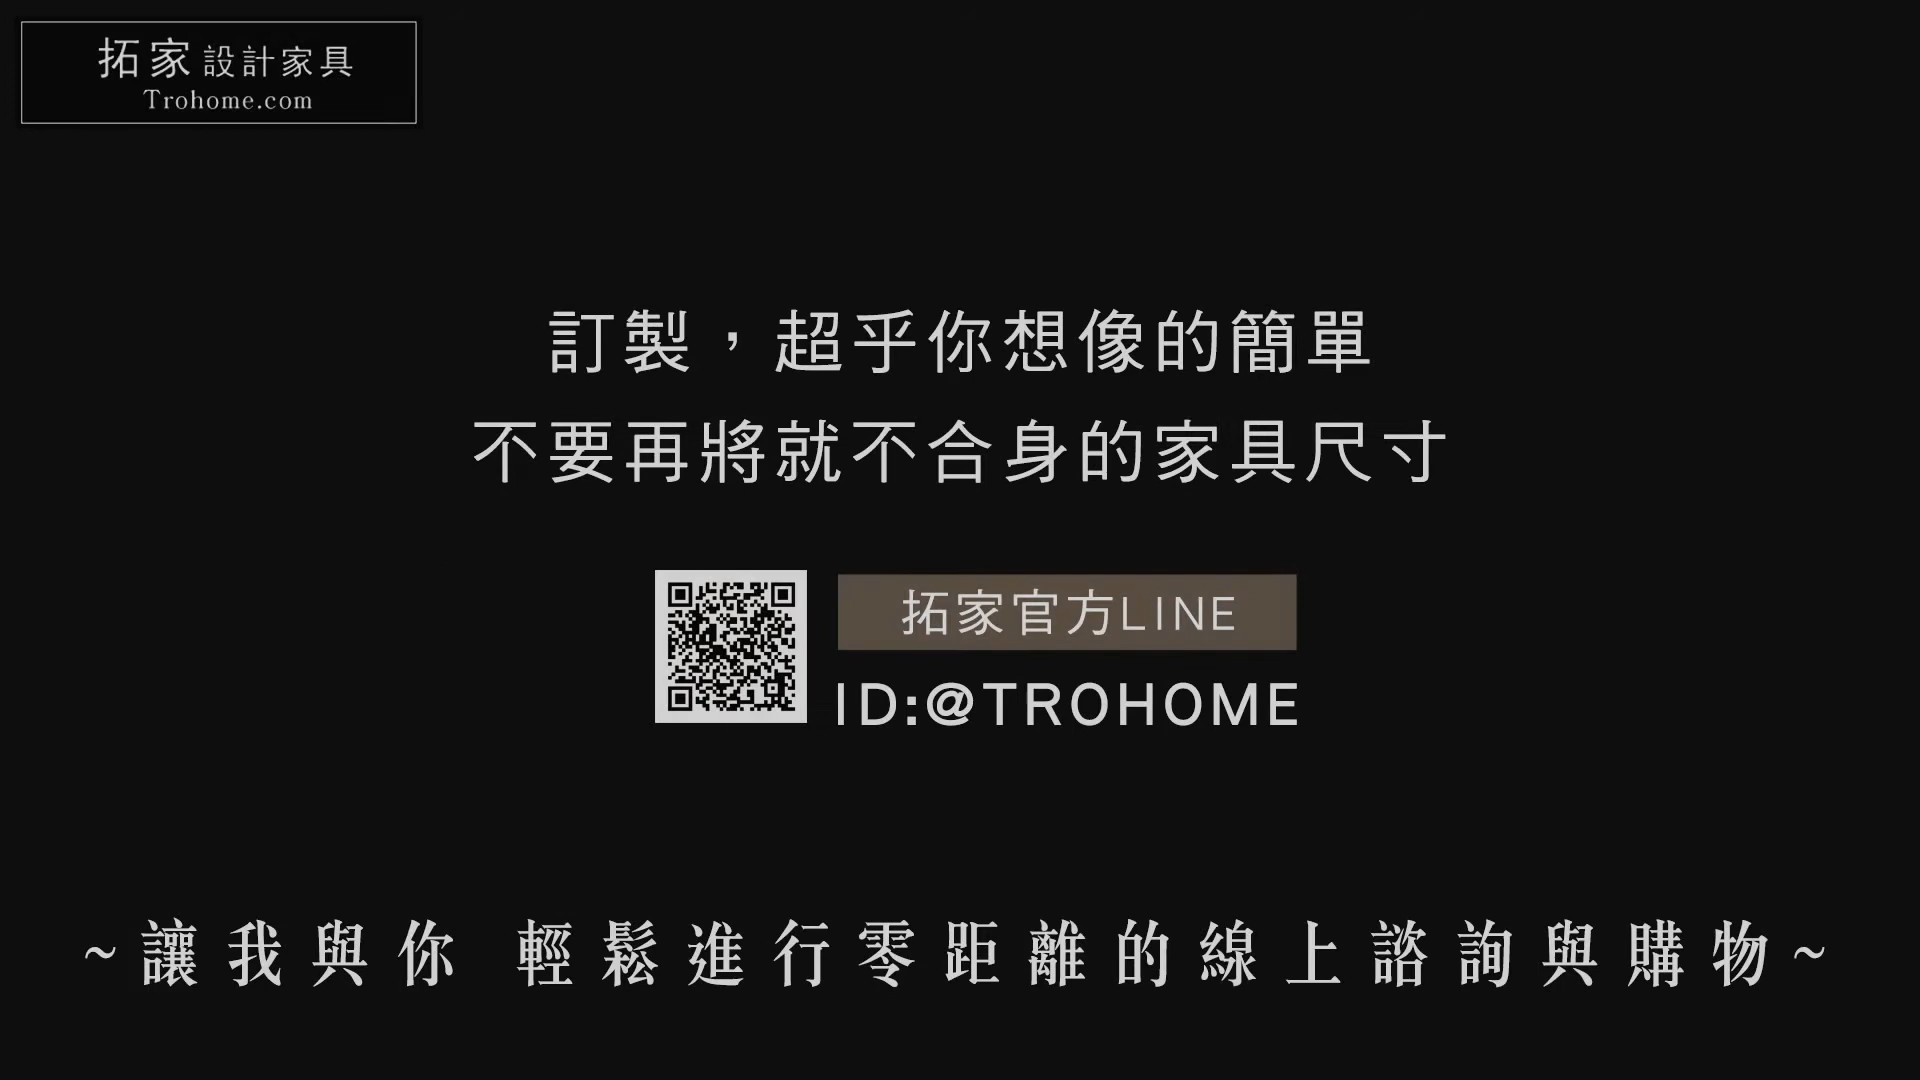 拓家設計家具
Trohome.com
訂製，超乎你想像的簡單
不要再將就不合身的家具尺寸
拓家官方LINE
ID:@TROHOME
~讓我與你 輕鬆進行零距離的線上諮詢與購物~